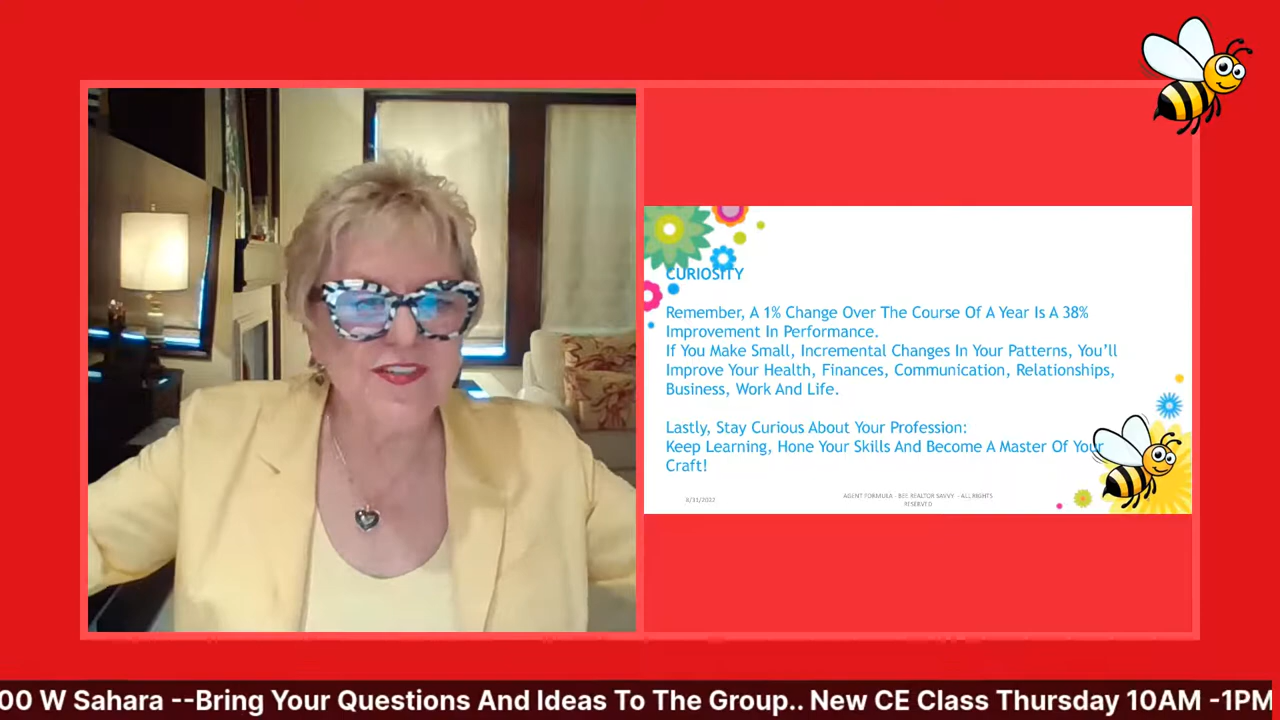 CURIOSITY
Remember, A 1% Change Over The Course Of A Year Is A 38%
Improvement In Performance.
If You Make Small, Incremental Changes In Your Patterns, You'll
Improve Your Health, Finances, Communication, Relationships,
Business, Work And Life.
Lastly, Stay Curious About Your Profession:
Keep Learning, Hone Your Skills And Become A Master Of Your
Craft!
AGENT FORMULA - BEE REALTOR SAVVY - ALL RIGHTS
RESERVED
00 W Sahara --Bring Your Questions And Ideas To The Group.. New CE Class Thursday 10AM -1PM